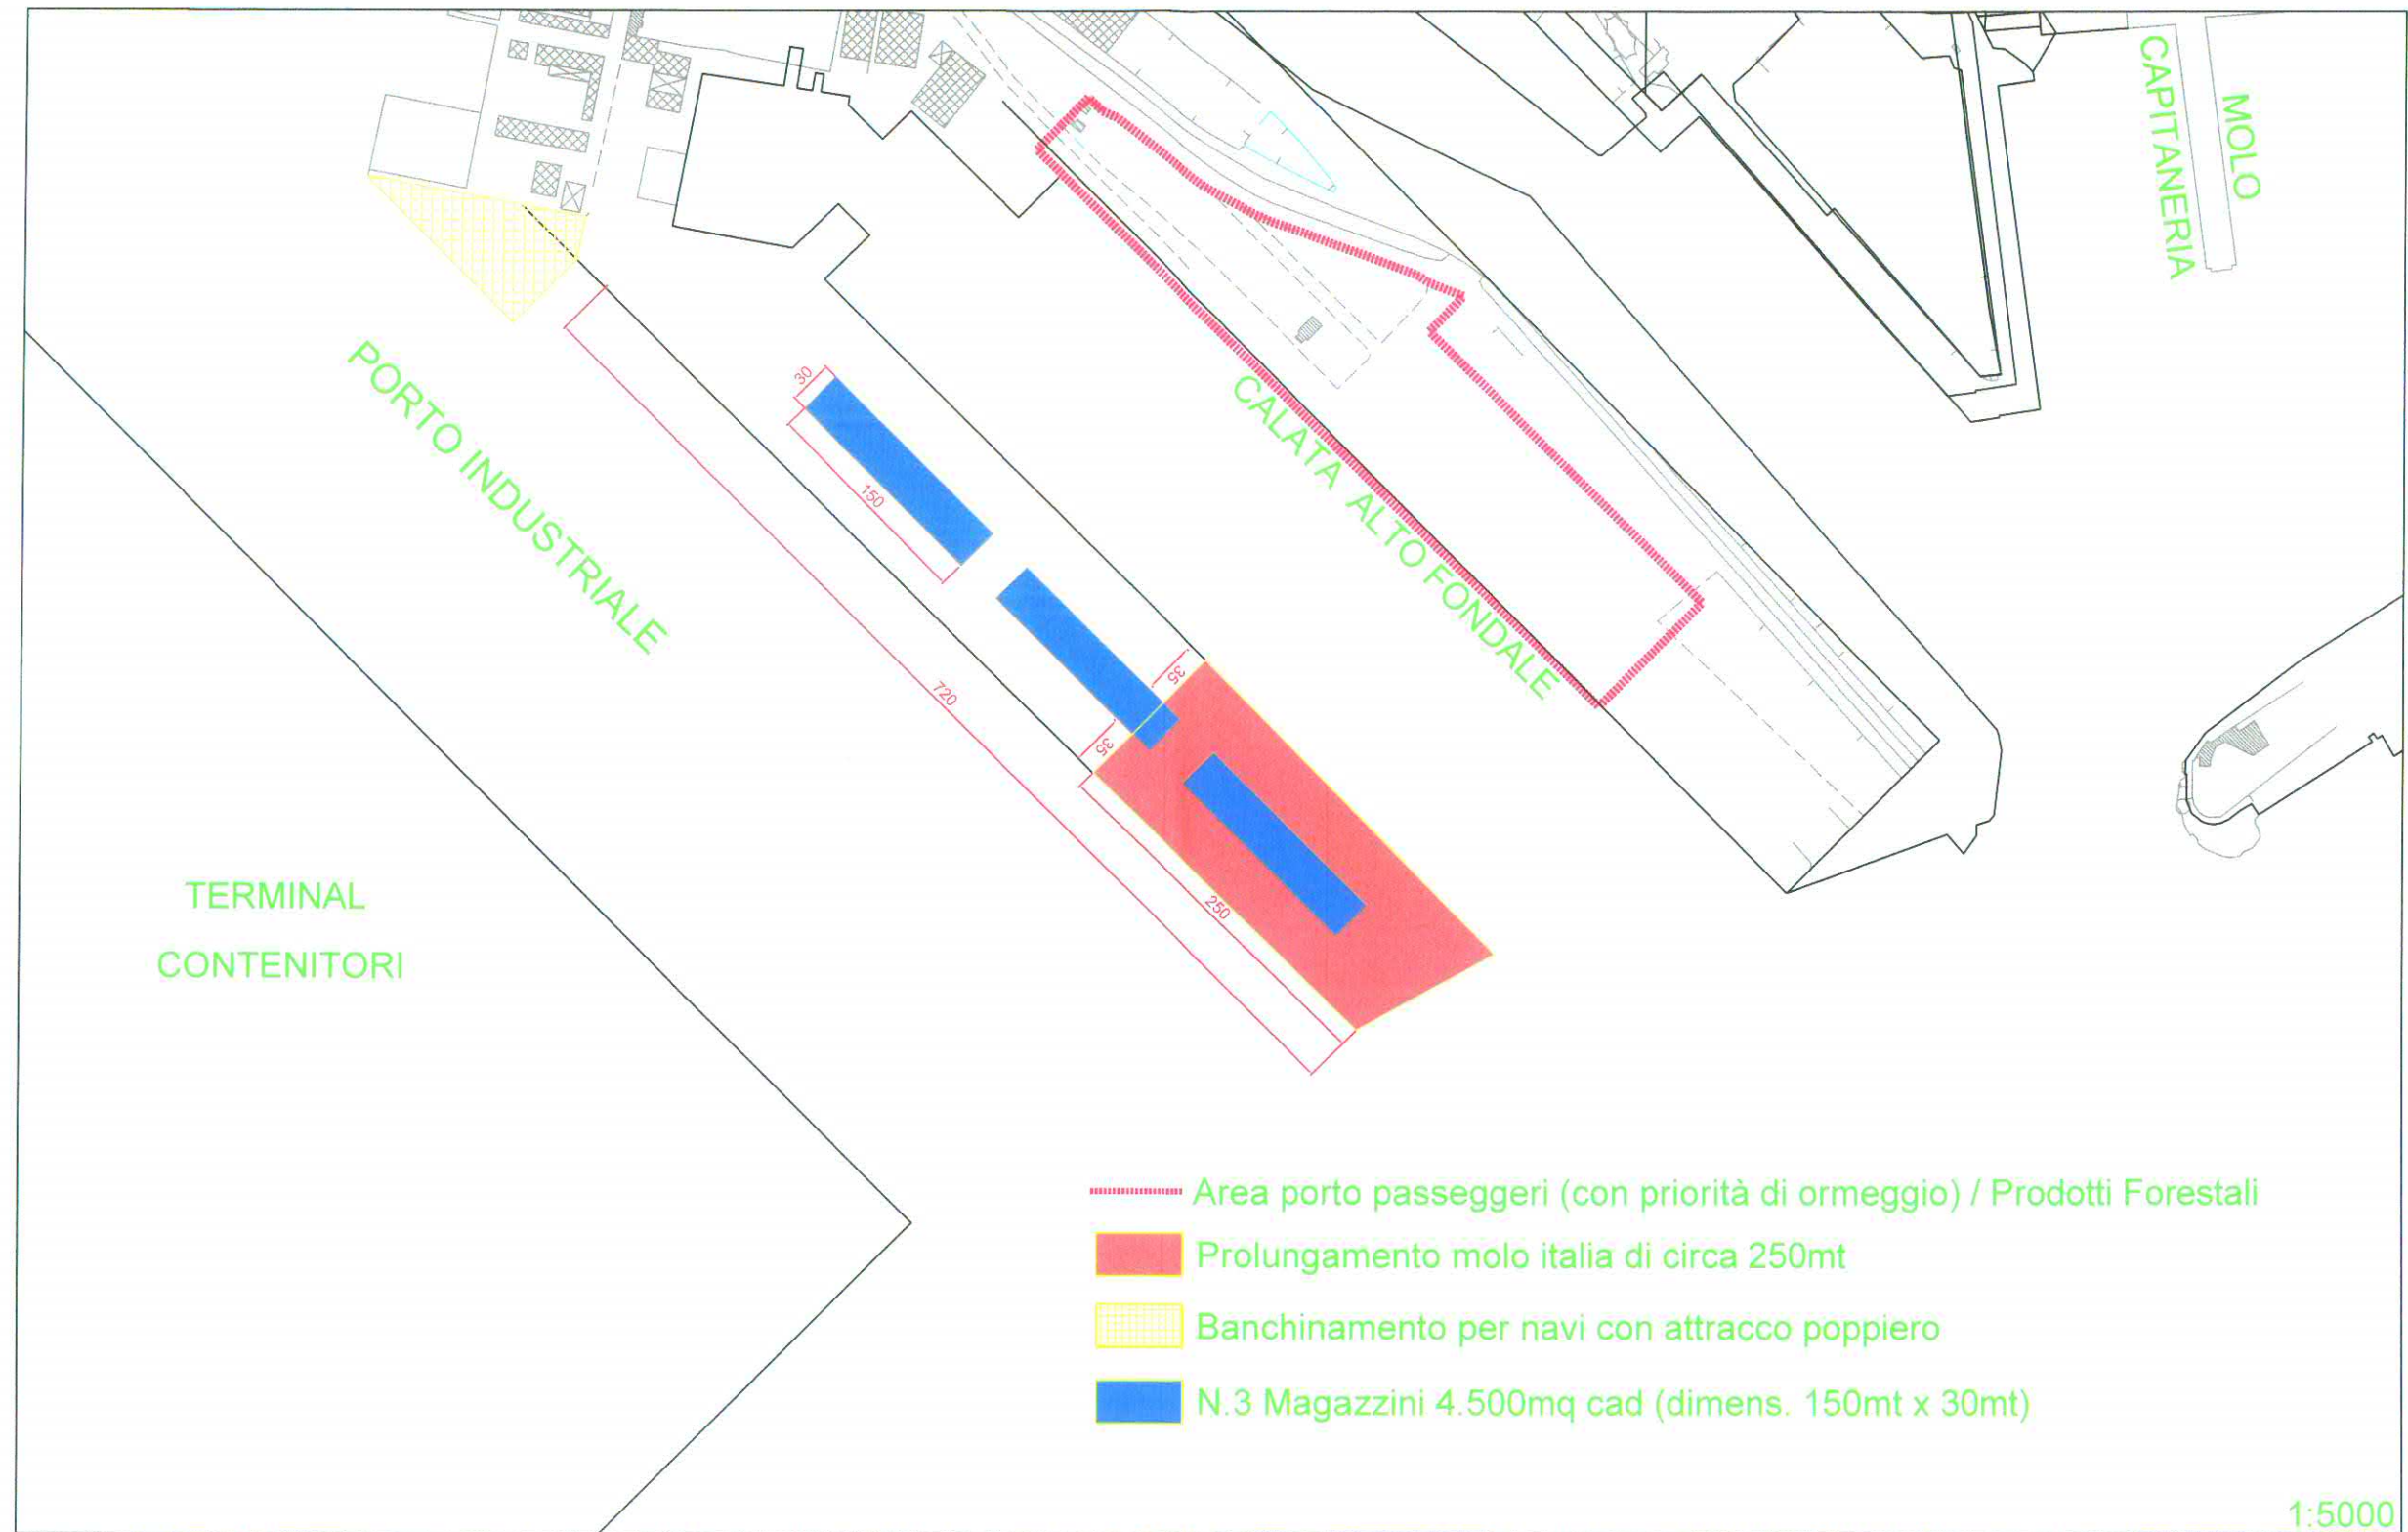 MOLO
CAPITANERIA
PORTO INDUSTRIALE
CALATA ALTO FONDALE
30
150
35
35
720
250
TERMINAL
CONTENITORI
Area porto passeggeri (con priorità di ormeggio) / Prodotti Forestali
Prolungamento molo italia di circa 250mt
Banchinamento per navi con attracco poppiero
N.3 Magazzini 4.500mq cad (dimens. 150mt x 30mt)
1:5000